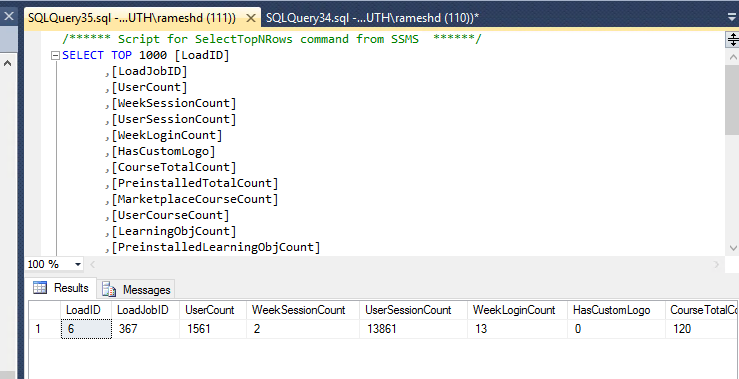 SQLQuery35.sql -...UTH\rameshd (111)) SQLQuery34.sql -...UTH\rameshd (110))*
/****** Script for SelectTopNRows command from SSMS  ******/
SELECT TOP 1000 [LoadID]
,[LoadJobID]
,[UserCount]
,[WeekSessionCount]
,[UserSessionCount]
,[WeekLoginCount]
,[HasCustomLogo]
,[CourseTotalCount]
,[PreinstalledTotalCount]
,[MarketplaceCourseCount]
,[UserCourseCount]
,[LearningObjCount]
,[PreinstalledLearningObjCount]
100 %
Results Messages
LoadID LoadJobID UserCount WeekSessionCount UserSessionCount WeekLoginCount HasCustomLogo CourseTotalCo
1 6 367 1561 2 13861 13 0 120